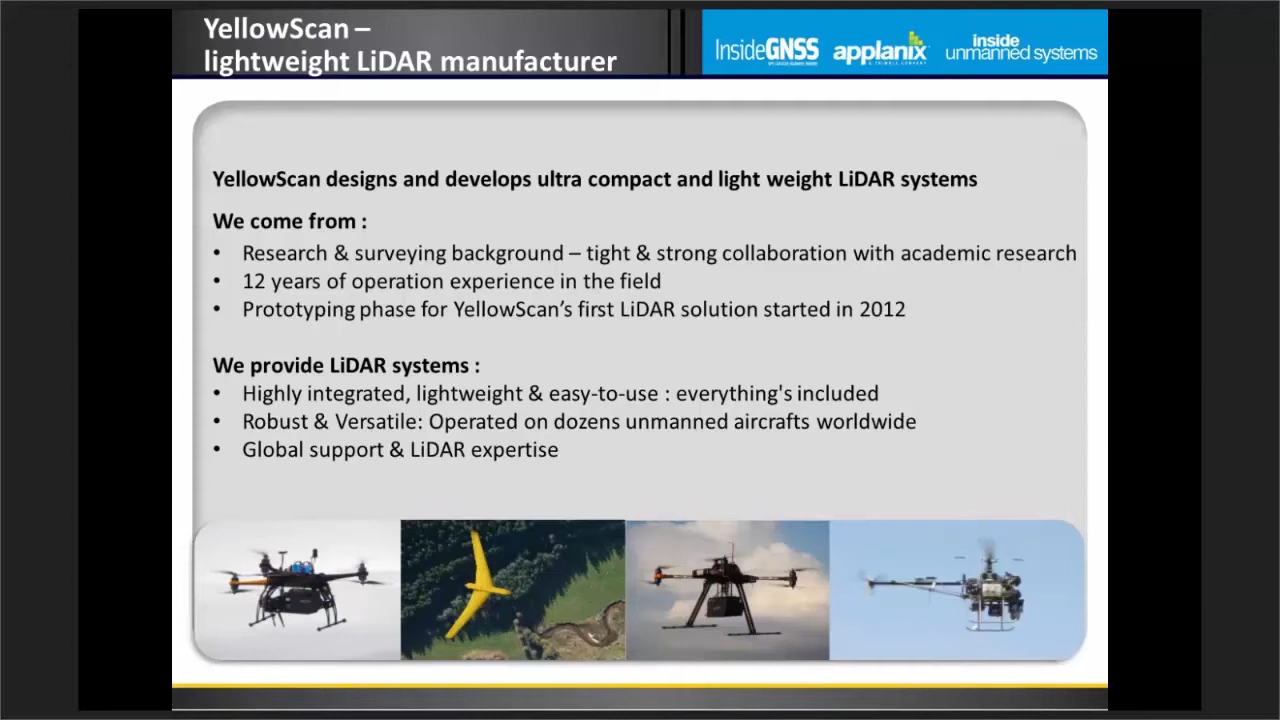 YellowScan –
lightweight LiDAR manufacturer
InsideGNSS
applanix
inside
unmanned systems
YellowScan designs and develops ultra compact and light weight LiDAR systems
We come from :
• Research & surveying background – tight & strong collaboration with academic research
• 12 years of operation experience in the field
• Prototyping phase for YellowScan's first LiDAR solution started in 2012
We provide LiDAR systems :
• Highly integrated, lightweight & easy-to-use : everything's included
• Robust & Versatile: Operated on dozens unmanned aircrafts worldwide
• Global support & LiDAR expertise